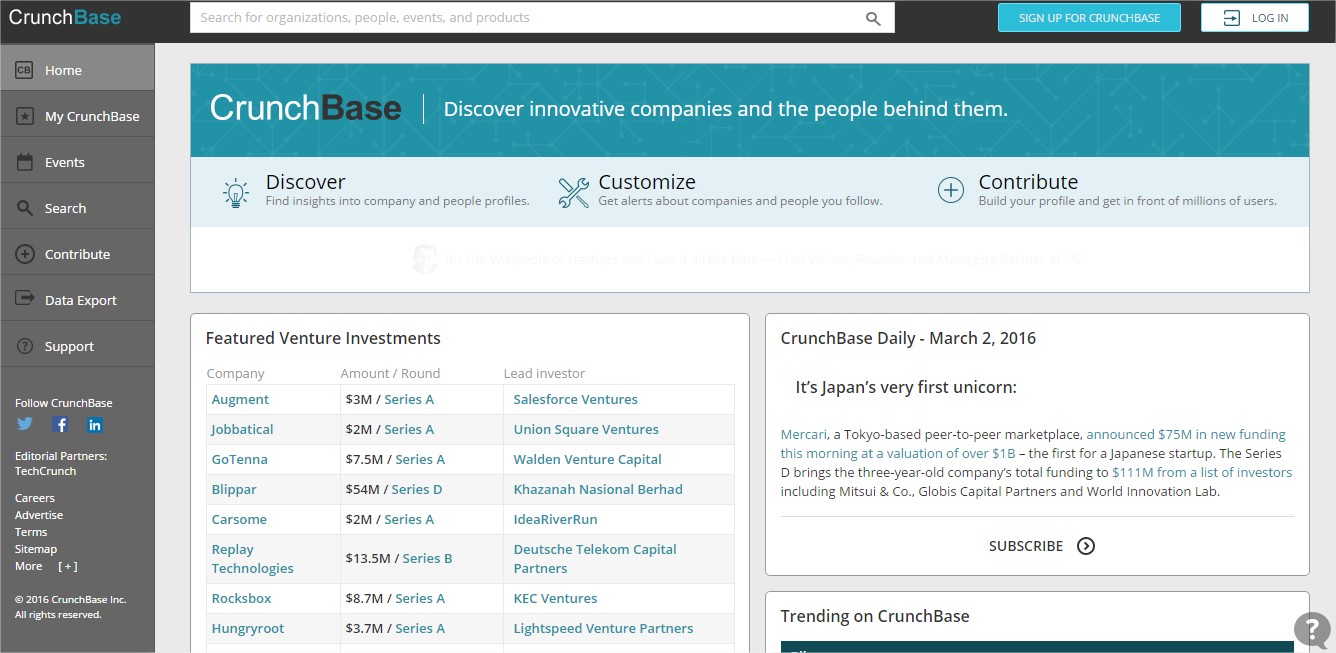 CrunchBase
Search for organizations, people, events, and products
SIGN UP FOR CRUNCHBASE
LOG IN
CB
Home
My CrunchBase
Events
Search
Contribute
Data Export
Support
Follow CrunchBase
Editorial Partners:
TechCrunch
Careers
Advertise
Terms
Sitemap
More [+]
© 2016 CrunchBase Inc.
All rights reserved.
CrunchBase
Discover innovative companies and the people behind them.
Discover
Find insights into company and people profiles.
Customize
Get alerts about companies and people you follow.
Contribute
Build your profile and get in front of millions of users.
It's the Wikipedia of startups and I use it all the time — Fred Wilson, Founder and Managing Partner at USV
Featured Venture Investments
Company Amount / Round Lead investor
Augment $3M / Series A Salesforce Ventures
Jobbatical $2M / Series A Union Square Ventures
GoTenna $7.5M / Series A Walden Venture Capital
Blippar $54M / Series D Khazanah Nasional Berhad
Carsome $2M / Series A IdeaRiverRun
Replay Technologies $13.5M / Series B Deutsche Telekom Capital Partners
Rocksbox $8.7M / Series A KEC Ventures
Hungryroot $3.7M / Series A Lightspeed Venture Partners
CrunchBase Daily - March 2, 2016
It's Japan's very first unicorn:
Mercari, a Tokyo-based peer-to-peer marketplace, announced $75M in new funding
this morning at a valuation of over $1B – the first for a Japanese startup. The Series
D brings the three-year-old company's total funding to $111M from a list of investors
including Mitsui & Co., Globis Capital Partners and World Innovation Lab.
SUBSCRIBE
Trending on CrunchBase
?